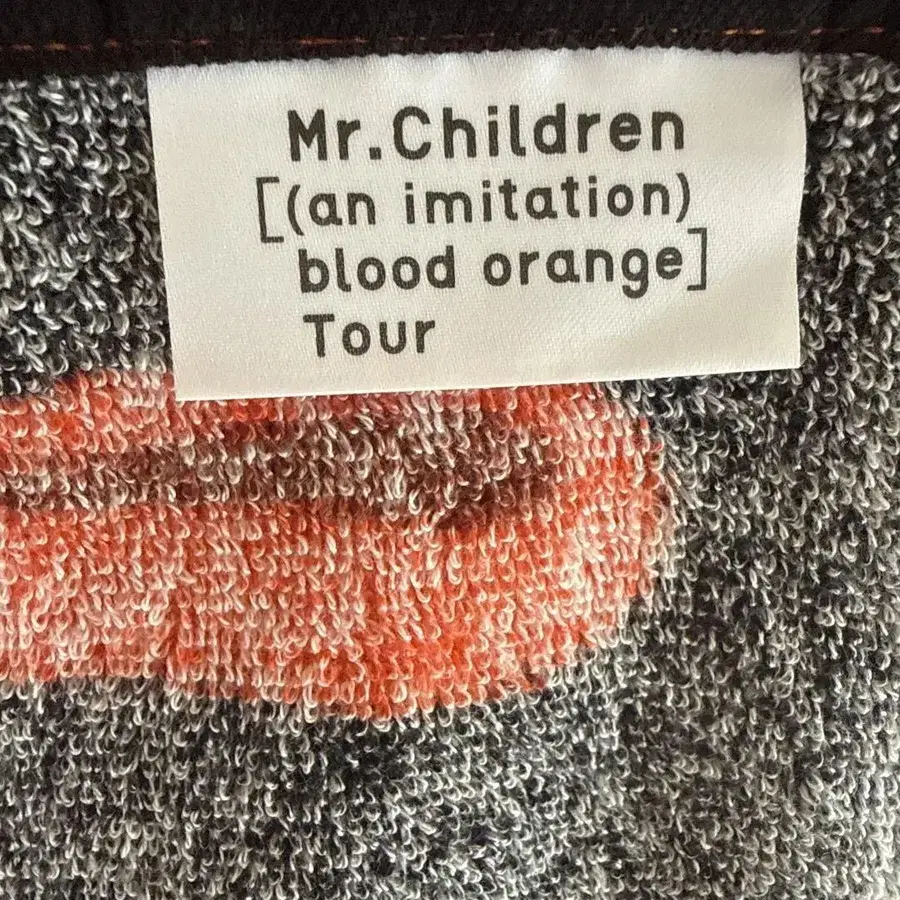 Mr.Children
[(an imitation)
blood orange]
Tour